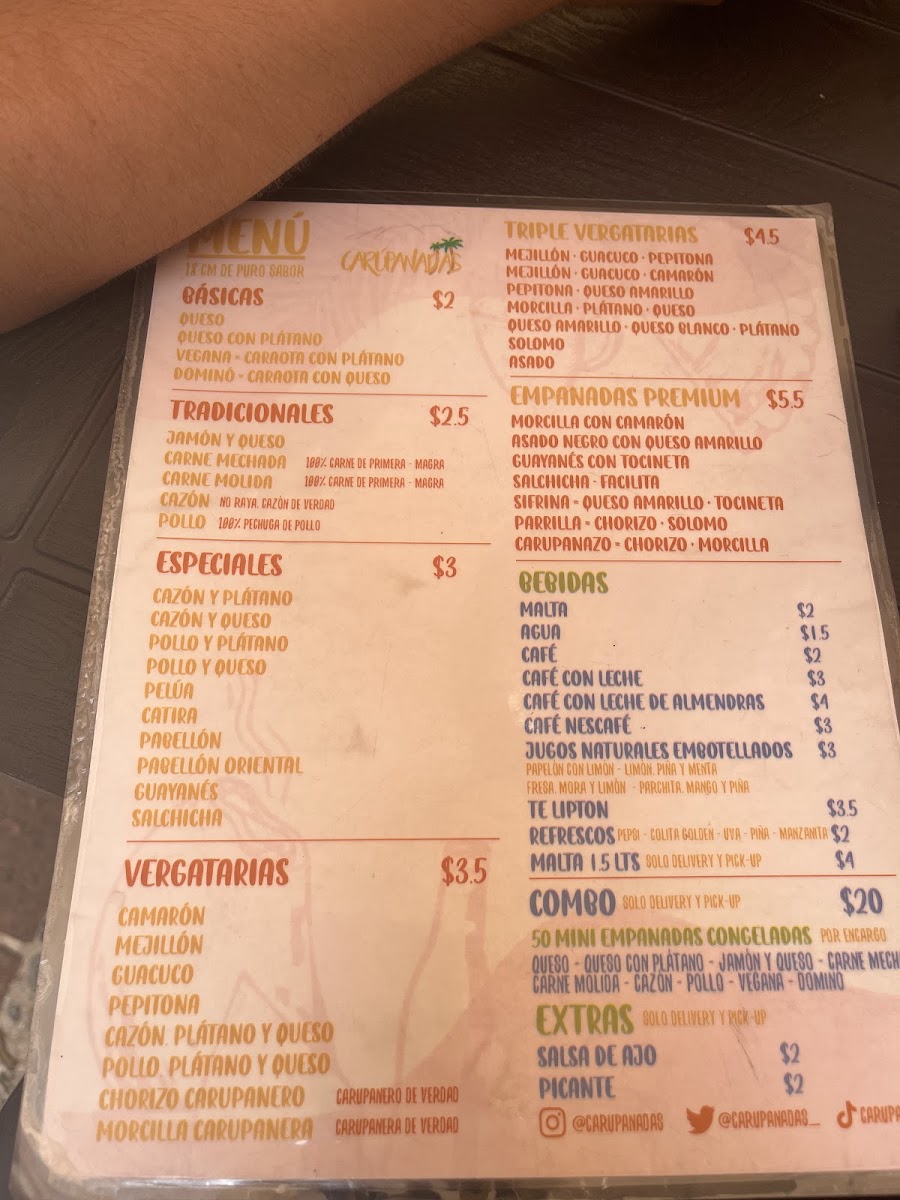 MENÚ
18 CM DE PURO SABOR
CARÚPANADAS
BÁSICAS $2
QUESO
QUESO CON PLÁTANO
VEGANA = CARAOTA CON PLÁTANO
DOMINÓ = CARAOTA CON QUESO
TRADICIONALES $2.5
JAMÓN Y QUESO
CARNE MECHADA 100% CARNE DE PRIMERA - MAGRA
CARNE MOLIDA 100% CARNE DE PRIMERA - MAGRA
CAZÓN NO RAYA, CAZÓN DE VERDAD
POLLO 100% PECHUGA DE POLLO
ESPECIALES $3
CAZÓN Y PLÁTANO
CAZÓN Y QUESO
POLLO Y PLÁTANO
POLLO Y QUESO
PELÚA
CATIRA
PABELLÓN
PABELLÓN ORIENTAL
GUAYANÉS
SALCHICHA
VERGATARIAS $3.5
CAMARÓN
MEJILLÓN
GUACUCO
PEPITONA
CAZÓN, PLÁTANO Y QUESO
POLLO, PLÁTANO Y QUESO
CHORIZO CARUPANERO CARUPANERO DE VERDAD
MORCILLA CARUPANERA CARUPANERA DE VERDAD
TRIPLE VERGATARIAS $4.5
MEJILLÓN · GUACUCO · PEPITONA
MEJILLÓN · GUACUCO · CAMARÓN
PEPITONA · QUESO AMARILLO
MORCILLA · PLÁTANO · QUESO
QUESO AMARILLO · QUESO BLANCO · PLÁTANO
SOLOMO
ASADO
EMPANADAS PREMIUM $5.5
MORCILLA CON CAMARÓN
ASADO NEGRO CON QUESO AMARILLO
GUAYANÉS CON TOCINETA
SALCHICHA - FACILITA
SIFRINA = QUESO AMARILLO · TOCINETA
PARRILLA = CHORIZO · SOLOMO
CARUPANAZO = CHORIZO · MORCILLA
BEBIDAS
MALTA $2
AGUA $1.5
CAFÉ $2
CAFÉ CON LECHE $3
CAFÉ CON LECHE DE ALMENDRAS $4
CAFÉ NESCAFÉ $3
JUGOS NATURALES EMBOTELLADOS $3
PAPELÓN CON LIMÓN - LIMÓN, PIÑA Y MENTA
FRESA, MORA Y LIMÓN - PARCHITA, MANGO Y PIÑA
TE LIPTON $3.5
REFRESCOS PEPSI - COLITA GOLDEN - UVA - PIÑA - MANZANITA $2
MALTA 1.5 LTS SOLO DELIVERY Y PICK-UP $4
COMBO SOLO DELIVERY Y PICK-UP $20
50 MINI EMPANADAS CONGELADAS POR ENCARGO
QUESO - QUESO CON PLÁTANO - JAMÓN Y QUESO - CARNE MECH
CARNE MOLIDA - CAZÓN - POLLO - VEGANA - DOMINO
EXTRAS SOLO DELIVERY Y PICK-UP
SALSA DE AJO $2
PICANTE $2
@CARUPANADAS @CARUPANADAS_ CARUPA